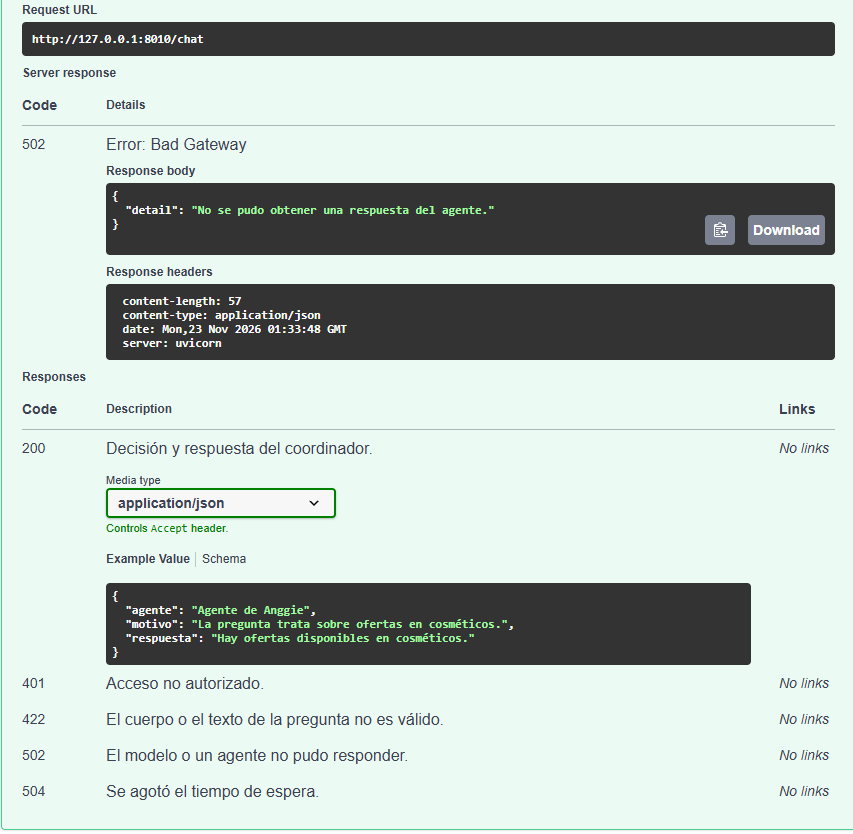 Request URL
http://127.0.0.1:8010/chat
Server response
Code Details
502 Error: Bad Gateway
Response body
{
  "detail": "No se pudo obtener una respuesta del agente."
}
Download
Response headers
content-length: 57
content-type: application/json
date: Mon,23 Nov 2026 01:33:48 GMT
server: uvicorn
Responses
Code Description Links
200 Decisión y respuesta del coordinador. No links
Media type
application/json
Controls Accept header.
Example Value Schema
{
  "agente": "Agente de Anggie",
  "motivo": "La pregunta trata sobre ofertas en cosméticos.",
  "respuesta": "Hay ofertas disponibles en cosméticos."
}
401 Acceso no autorizado. No links
422 El cuerpo o el texto de la pregunta no es válido. No links
502 El modelo o un agente no pudo responder. No links
504 Se agotó el tiempo de espera. No links